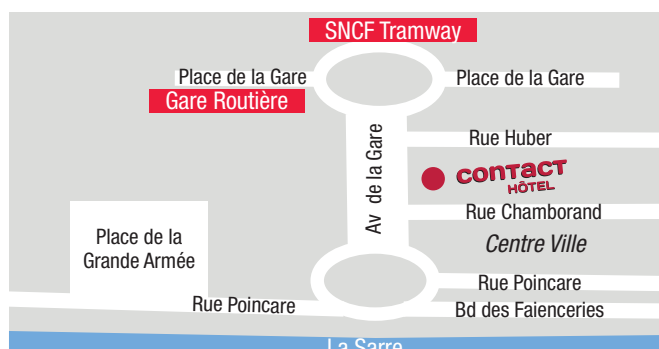 SNCF Tramway
Place de la Gare
Place de la Gare
Gare Routière
Av de la Gare
Rue Huber
CONTACT
HÔTEL
Rue Chamborand
Place de la
Grande Armée
Centre Ville
Rue Poincare
Rue Poincare
Bd des Faienceries
La Sarre